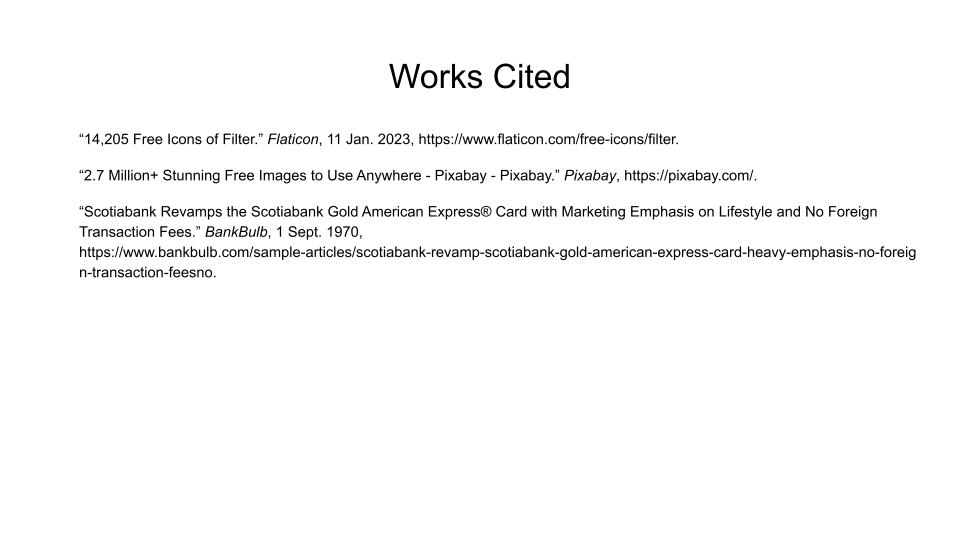 Works Cited
“14,205 Free Icons of Filter.” Flaticon, 11 Jan. 2023, https://www.flaticon.com/free-icons/filter.
“2.7 Million+ Stunning Free Images to Use Anywhere - Pixabay - Pixabay.” Pixabay, https://pixabay.com/.
“Scotiabank Revamps the Scotiabank Gold American Express® Card with Marketing Emphasis on Lifestyle and No Foreign
Transaction Fees.” BankBulb, 1 Sept. 1970,
https://www.bankbulb.com/sample-articles/scotiabank-revamp-scotiabank-gold-american-express-card-heavy-emphasis-no-foreig
n-transaction-feesno.